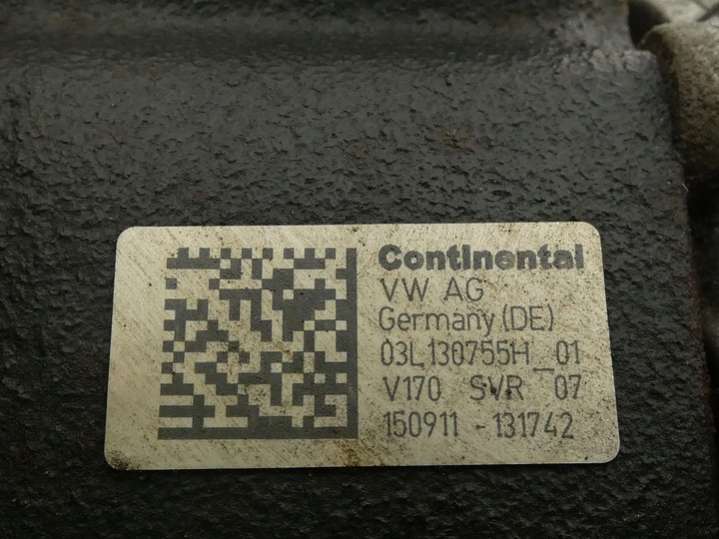 Continental
VW AG
Germany (DE)
03L130755H_01
V170 SVR 07
150911 - 131742